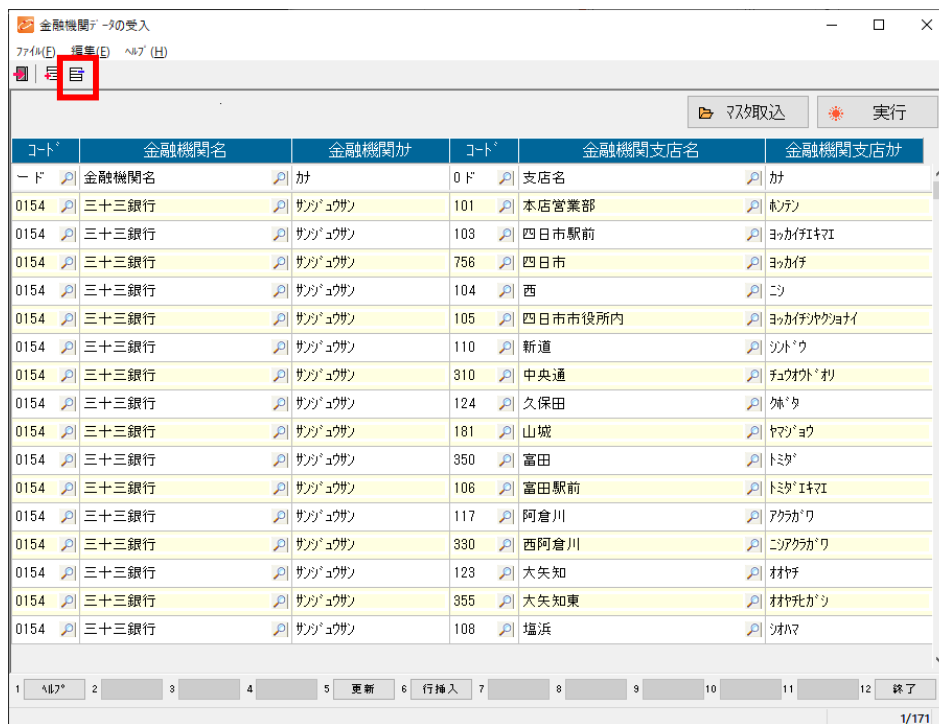 金融機関ﾃﾞｰﾀの受入
ﾌｧｲﾙ(F) 編集(E) ﾍﾙﾌﾟ(H)
ﾏｽﾀ取込 実行
ｺｰﾄﾞ 金融機関名 金融機関ｶﾅ ｺｰﾄﾞ 金融機関支店名 金融機関支店ｶﾅ
ーﾄﾞ 金融機関名 ｶﾅ 0ﾄﾞ 支店名 ｶﾅ
0154 三十三銀行 ｻﾝｼﾞｭｳｻﾝ 101 本店営業部 ﾎﾝﾃﾝ
0154 三十三銀行 ｻﾝｼﾞｭｳｻﾝ 103 四日市駅前 ﾖｯｶｲﾁｴｷﾏｴ
0154 三十三銀行 ｻﾝｼﾞｭｳｻﾝ 756 四日市 ﾖｯｶｲﾁ
0154 三十三銀行 ｻﾝｼﾞｭｳｻﾝ 104 西 ﾆｼ
0154 三十三銀行 ｻﾝｼﾞｭｳｻﾝ 105 四日市市役所内 ﾖｯｶｲﾁｼﾔｸｼｮﾅｲ
0154 三十三銀行 ｻﾝｼﾞｭｳｻﾝ 110 新道 ｼﾝﾄﾞｳ
0154 三十三銀行 ｻﾝｼﾞｭｳｻﾝ 310 中央通 ﾁｭｳｵｳﾄﾞｵﾘ
0154 三十三銀行 ｻﾝｼﾞｭｳｻﾝ 124 久保田 ｸﾎﾞﾀ
0154 三十三銀行 ｻﾝｼﾞｭｳｻﾝ 181 山城 ﾔﾏｼﾞｮｳ
0154 三十三銀行 ｻﾝｼﾞｭｳｻﾝ 350 富田 ﾄﾐﾀﾞ
0154 三十三銀行 ｻﾝｼﾞｭｳｻﾝ 106 富田駅前 ﾄﾐﾀﾞｴｷﾏｴ
0154 三十三銀行 ｻﾝｼﾞｭｳｻﾝ 117 阿倉川 ｱｸﾗｶﾞﾜ
0154 三十三銀行 ｻﾝｼﾞｭｳｻﾝ 330 西阿倉川 ﾆｼｱｸﾗｶﾞﾜ
0154 三十三銀行 ｻﾝｼﾞｭｳｻﾝ 123 大矢知 ｵｵﾔﾁ
0154 三十三銀行 ｻﾝｼﾞｭｳｻﾝ 355 大矢知東 ｵｵﾔﾁﾋｶﾞｼ
0154 三十三銀行 ｻﾝｼﾞｭｳｻﾝ 108 塩浜 ｼｵﾊﾏ
1 ﾍﾙﾌﾟ 2 3 4 5 更新 6 行挿入 7 8 9 10 11 12 終了
1/171